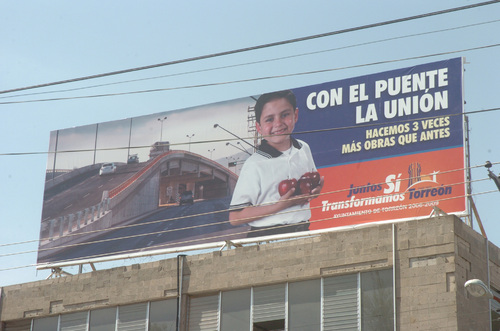 CON EL PUENTE
LA UNIÓN
HACEMOS 3 VECES
MÁS OBRAS QUE ANTES
Juntos Sí
Transformamos Torreón
AYUNTAMIENTO DE TORREÓN 2006-2009